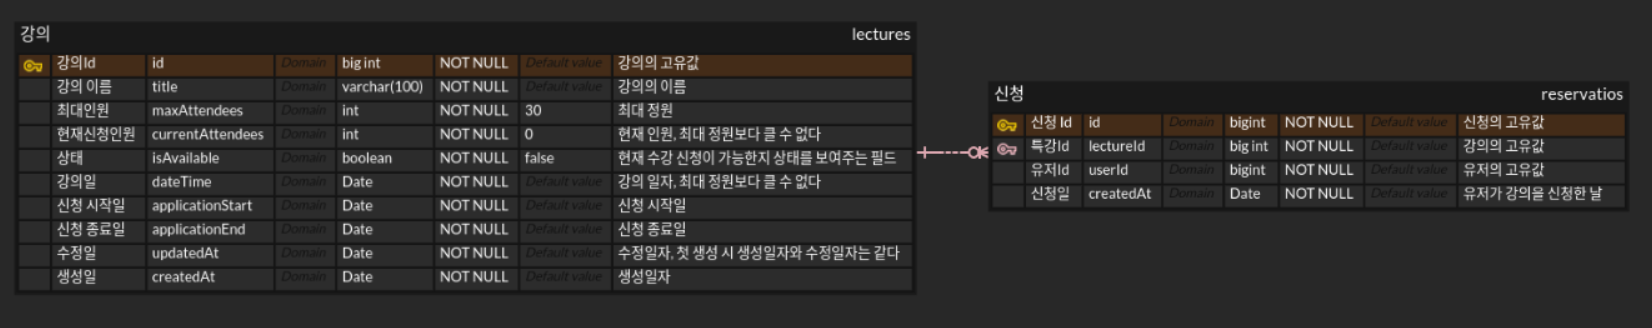 강의 lectures
강의Id id Domain big int NOT NULL Default value 강의의 고유값
강의 이름 title Domain varchar(100) NOT NULL Default value 강의의 이름
최대인원 maxAttendees Domain int NOT NULL 30 최대 정원
현재신청인원 currentAttendees Domain int NOT NULL 0 현재 인원, 최대 정원보다 클 수 없다
상태 isAvailable Domain boolean NOT NULL false 현재 수강 신청이 가능한지 상태를 보여주는 필드
강의일 dateTime Domain Date NOT NULL Default value 강의 일자, 최대 정원보다 클 수 없다
신청 시작일 applicationStart Domain Date NOT NULL Default value 신청 시작일
신청 종료일 applicationEnd Domain Date NOT NULL Default value 신청 종료일
수정일 updatedAt Domain Date NOT NULL Default value 수정일자, 첫 생성 시 생성일자와 수정일자는 같다
생성일 createdAt Domain Date NOT NULL Default value 생성일자
신청 reservatios
신청 Id id Domain bigint NOT NULL Default value 신청의 고유값
특강Id lectureId Domain big int NOT NULL Default value 강의의 고유값
유저Id userId Domain bigint NOT NULL Default value 유저의 고유값
신청일 createdAt Domain Date NOT NULL Default value 유저가 강의을 신청한 날